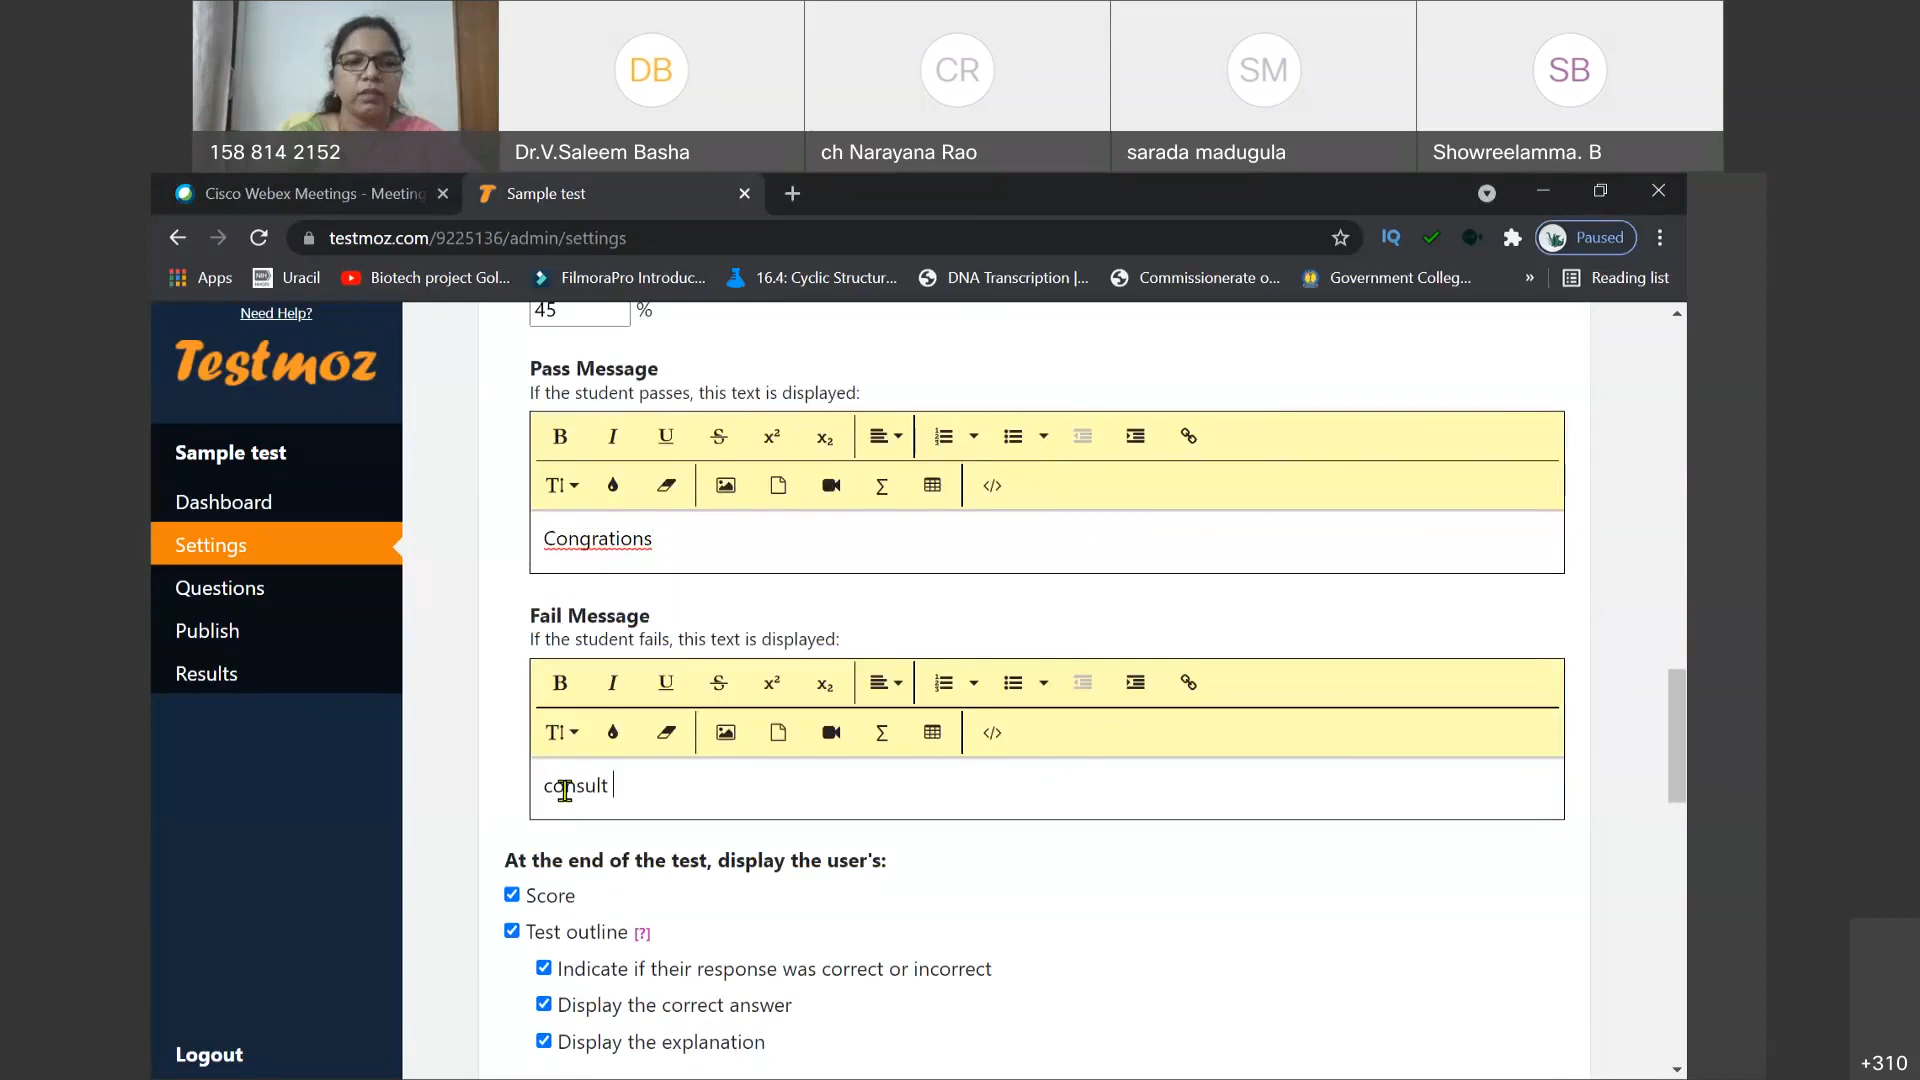 DB
CR
SM
SB
158 814 2152
Dr.V.Saleem Basha
ch Narayana Rao
sarada madugula
Showreelamma. B
Cisco Webex Meetings - Meeting
Sample test
testmoz.com/9225136/admin/settings
IQ
Paused
Apps
Uracil
Biotech project Gol...
FilmoraPro Introduc...
16.4: Cyclic Structur...
DNA Transcription |...
Commissionerate o...
Government Colleg...
»
Reading list
Need Help?
Testmoz
Sample test
Dashboard
Settings
Questions
Publish
Results
Logout
45 %
Pass Message
If the student passes, this text is displayed:
B I U S x² x₂
T Σ </>
Congrations
Fail Message
If the student fails, this text is displayed:
B I U S x² x₂
T Σ </>
consult
At the end of the test, display the user's:
Score
Test outline [?]
Indicate if their response was correct or incorrect
Display the correct answer
Display the explanation
+310